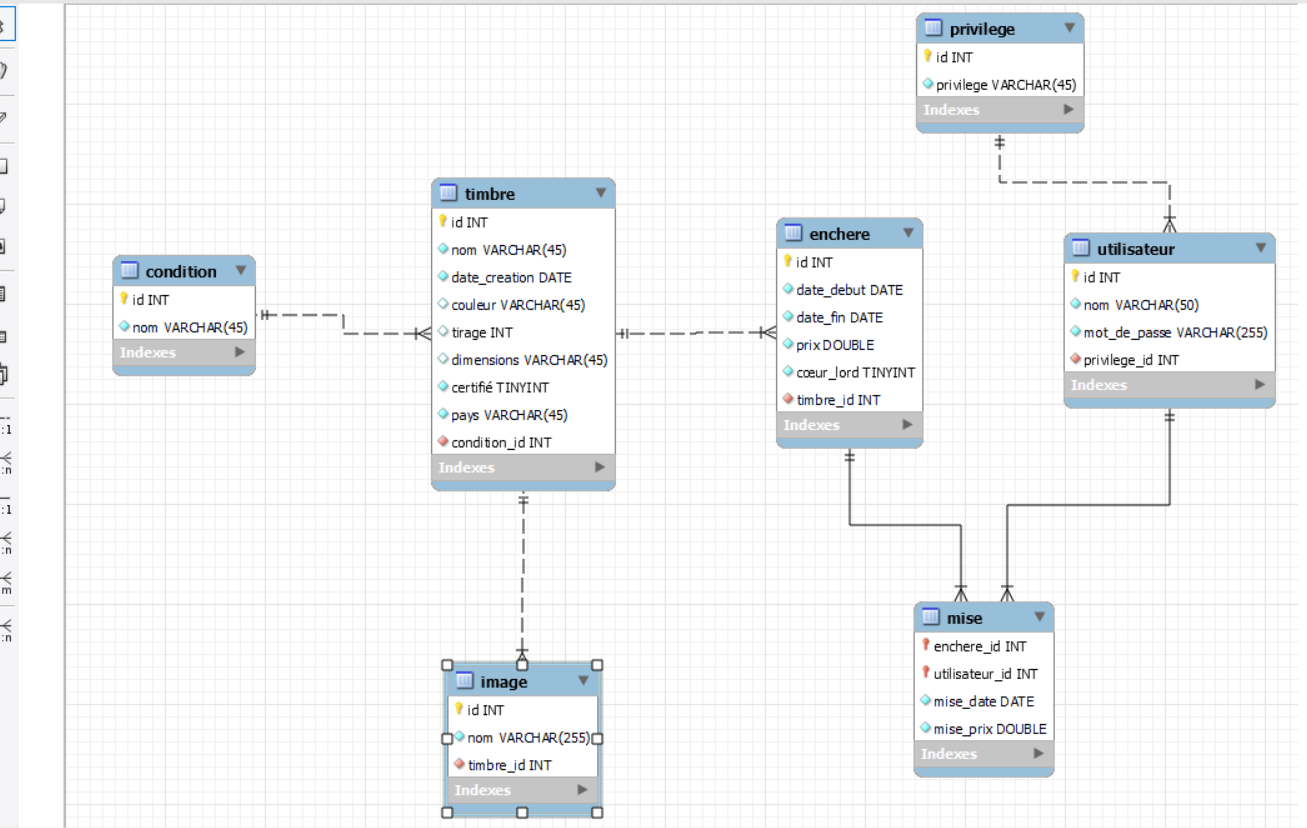 privilege
id INT
privilege VARCHAR(45)
Indexes
timbre
id INT
nom VARCHAR(45)
date_creation DATE
couleur VARCHAR(45)
tirage INT
dimensions VARCHAR(45)
certifié TINYINT
pays VARCHAR(45)
condition_id INT
Indexes
condition
id INT
nom VARCHAR(45)
Indexes
enchere
id INT
date_debut DATE
date_fin DATE
prix DOUBLE
cœur_lord TINYINT
timbre_id INT
Indexes
utilisateur
id INT
nom VARCHAR(50)
mot_de_passe VARCHAR(255)
privilege_id INT
Indexes
image
id INT
nom VARCHAR(255)
timbre_id INT
Indexes
mise
enchere_id INT
utilisateur_id INT
mise_date DATE
mise_prix DOUBLE
Indexes
:1
:n
:1
:n
m
:n